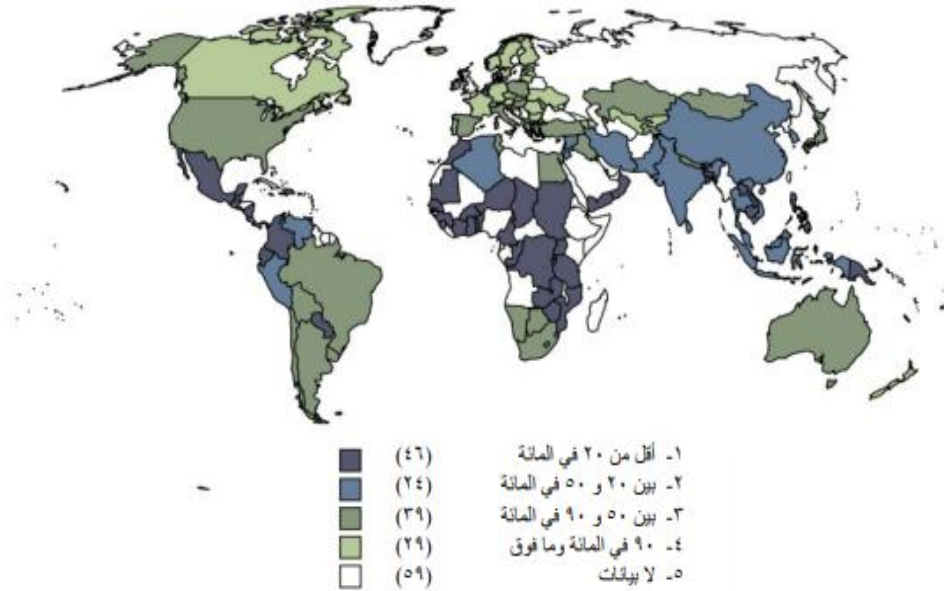 ١- أقل من ٢٠ في المائة (٤٦)
٢- بين ٢٠ و ٥٠ في المائة (٢٤)
٣- بين ٥٠ و ٩٠ في المائة (٣٩)
٤- ٩٠ في المائة وما فوق (٢٩)
٥- لا بيانات (٥٩)